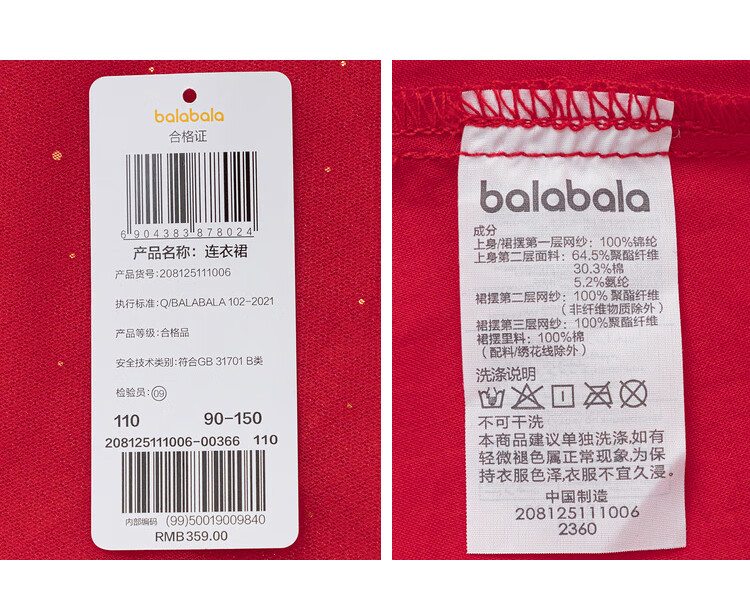 balabala
合格证
6904383878024
产品名称：连衣裙
产品货号：208125111006
执行标准：Q/BALABALA 102-2021
产品等级：合格品
安全技术类别：符合GB 31701 B类
检验员：09
110 90-150
208125111006-00366 110
内部编码 (99)50019009840
RMB359.00
balabala
成分
上身/裙摆第一层网纱：100%锦纶
上身第二层面料：64.5%聚酯纤维
30.3%棉
5.2%氨纶
裙摆第二层网纱：100%聚酯纤维
（非纤维物质除外）
裙摆第三层网纱：100%聚酯纤维
裙摆里料：100%棉
（配料/绣花线除外）
洗涤说明
不可干洗
本商品建议单独洗涤,如有
轻微褪色属正常现象,为保
持衣服色泽衣服不宜久浸。
中国制造
208125111006
2360